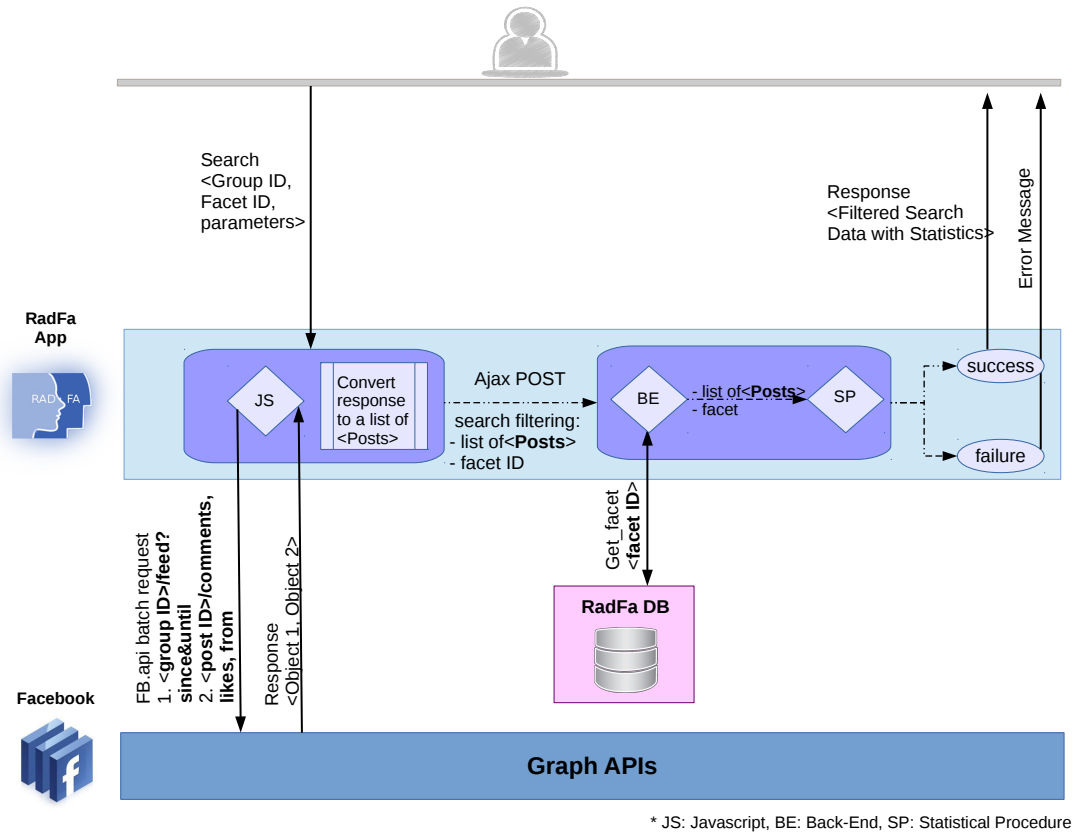 Search
<Group ID,
Facet ID,
parameters>
Response
<Filtered Search
Data with Statistics>
Error Message
RadFa
App
RAD FA
JS
Convert
response
to a list of
<Posts>
Ajax POST
search filtering:
- list of<Posts>
- facet ID
BE
- list of<Posts>
- facet
SP
success
failure
FB.api batch request
1. <group ID>/feed?
since&until
2. <post ID>/comments,
likes, from
Response
<Object 1, Object 2>
Get_facet
<facet ID>
RadFa DB
Facebook
f
Graph APIs
* JS: Javascript, BE: Back-End, SP: Statistical Procedure